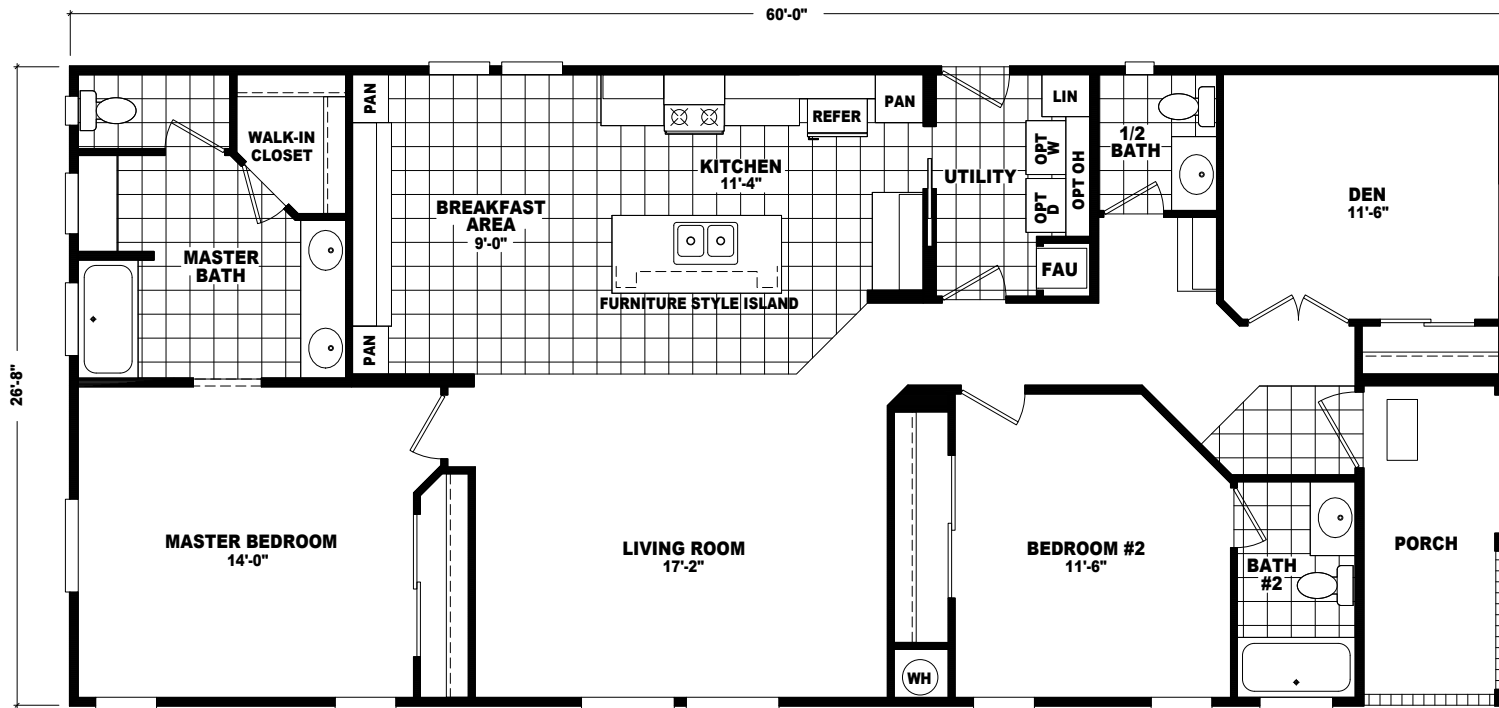 60'-0"
26'-8"
PAN
WALK-IN
CLOSET
MASTER
BATH
PAN
BREAKFAST
AREA
9'-0"
KITCHEN
11'-4"
REFER
PAN
FURNITURE STYLE ISLAND
UTILITY
LIN
OPT
W
OPT
D
OPT OH
FAU
1/2
BATH
DEN
11'-6"
MASTER BEDROOM
14'-0"
LIVING ROOM
17'-2"
WH
BEDROOM #2
11'-6"
BATH
#2
PORCH